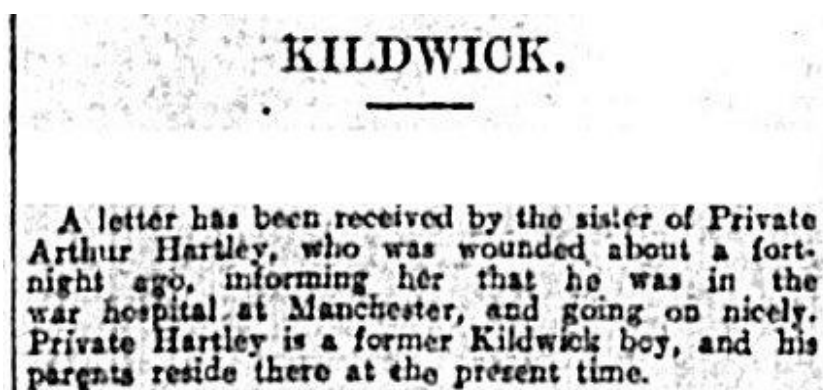 KILDWICK.
A letter has been received by the sister of Private
Arthur Hartley, who was wounded about a fort-
night ago, informing her that he was in the
war hospital at Manchester, and going on nicely.
Private Hartley is a former Kildwick boy, and his
parents reside there at the present time.